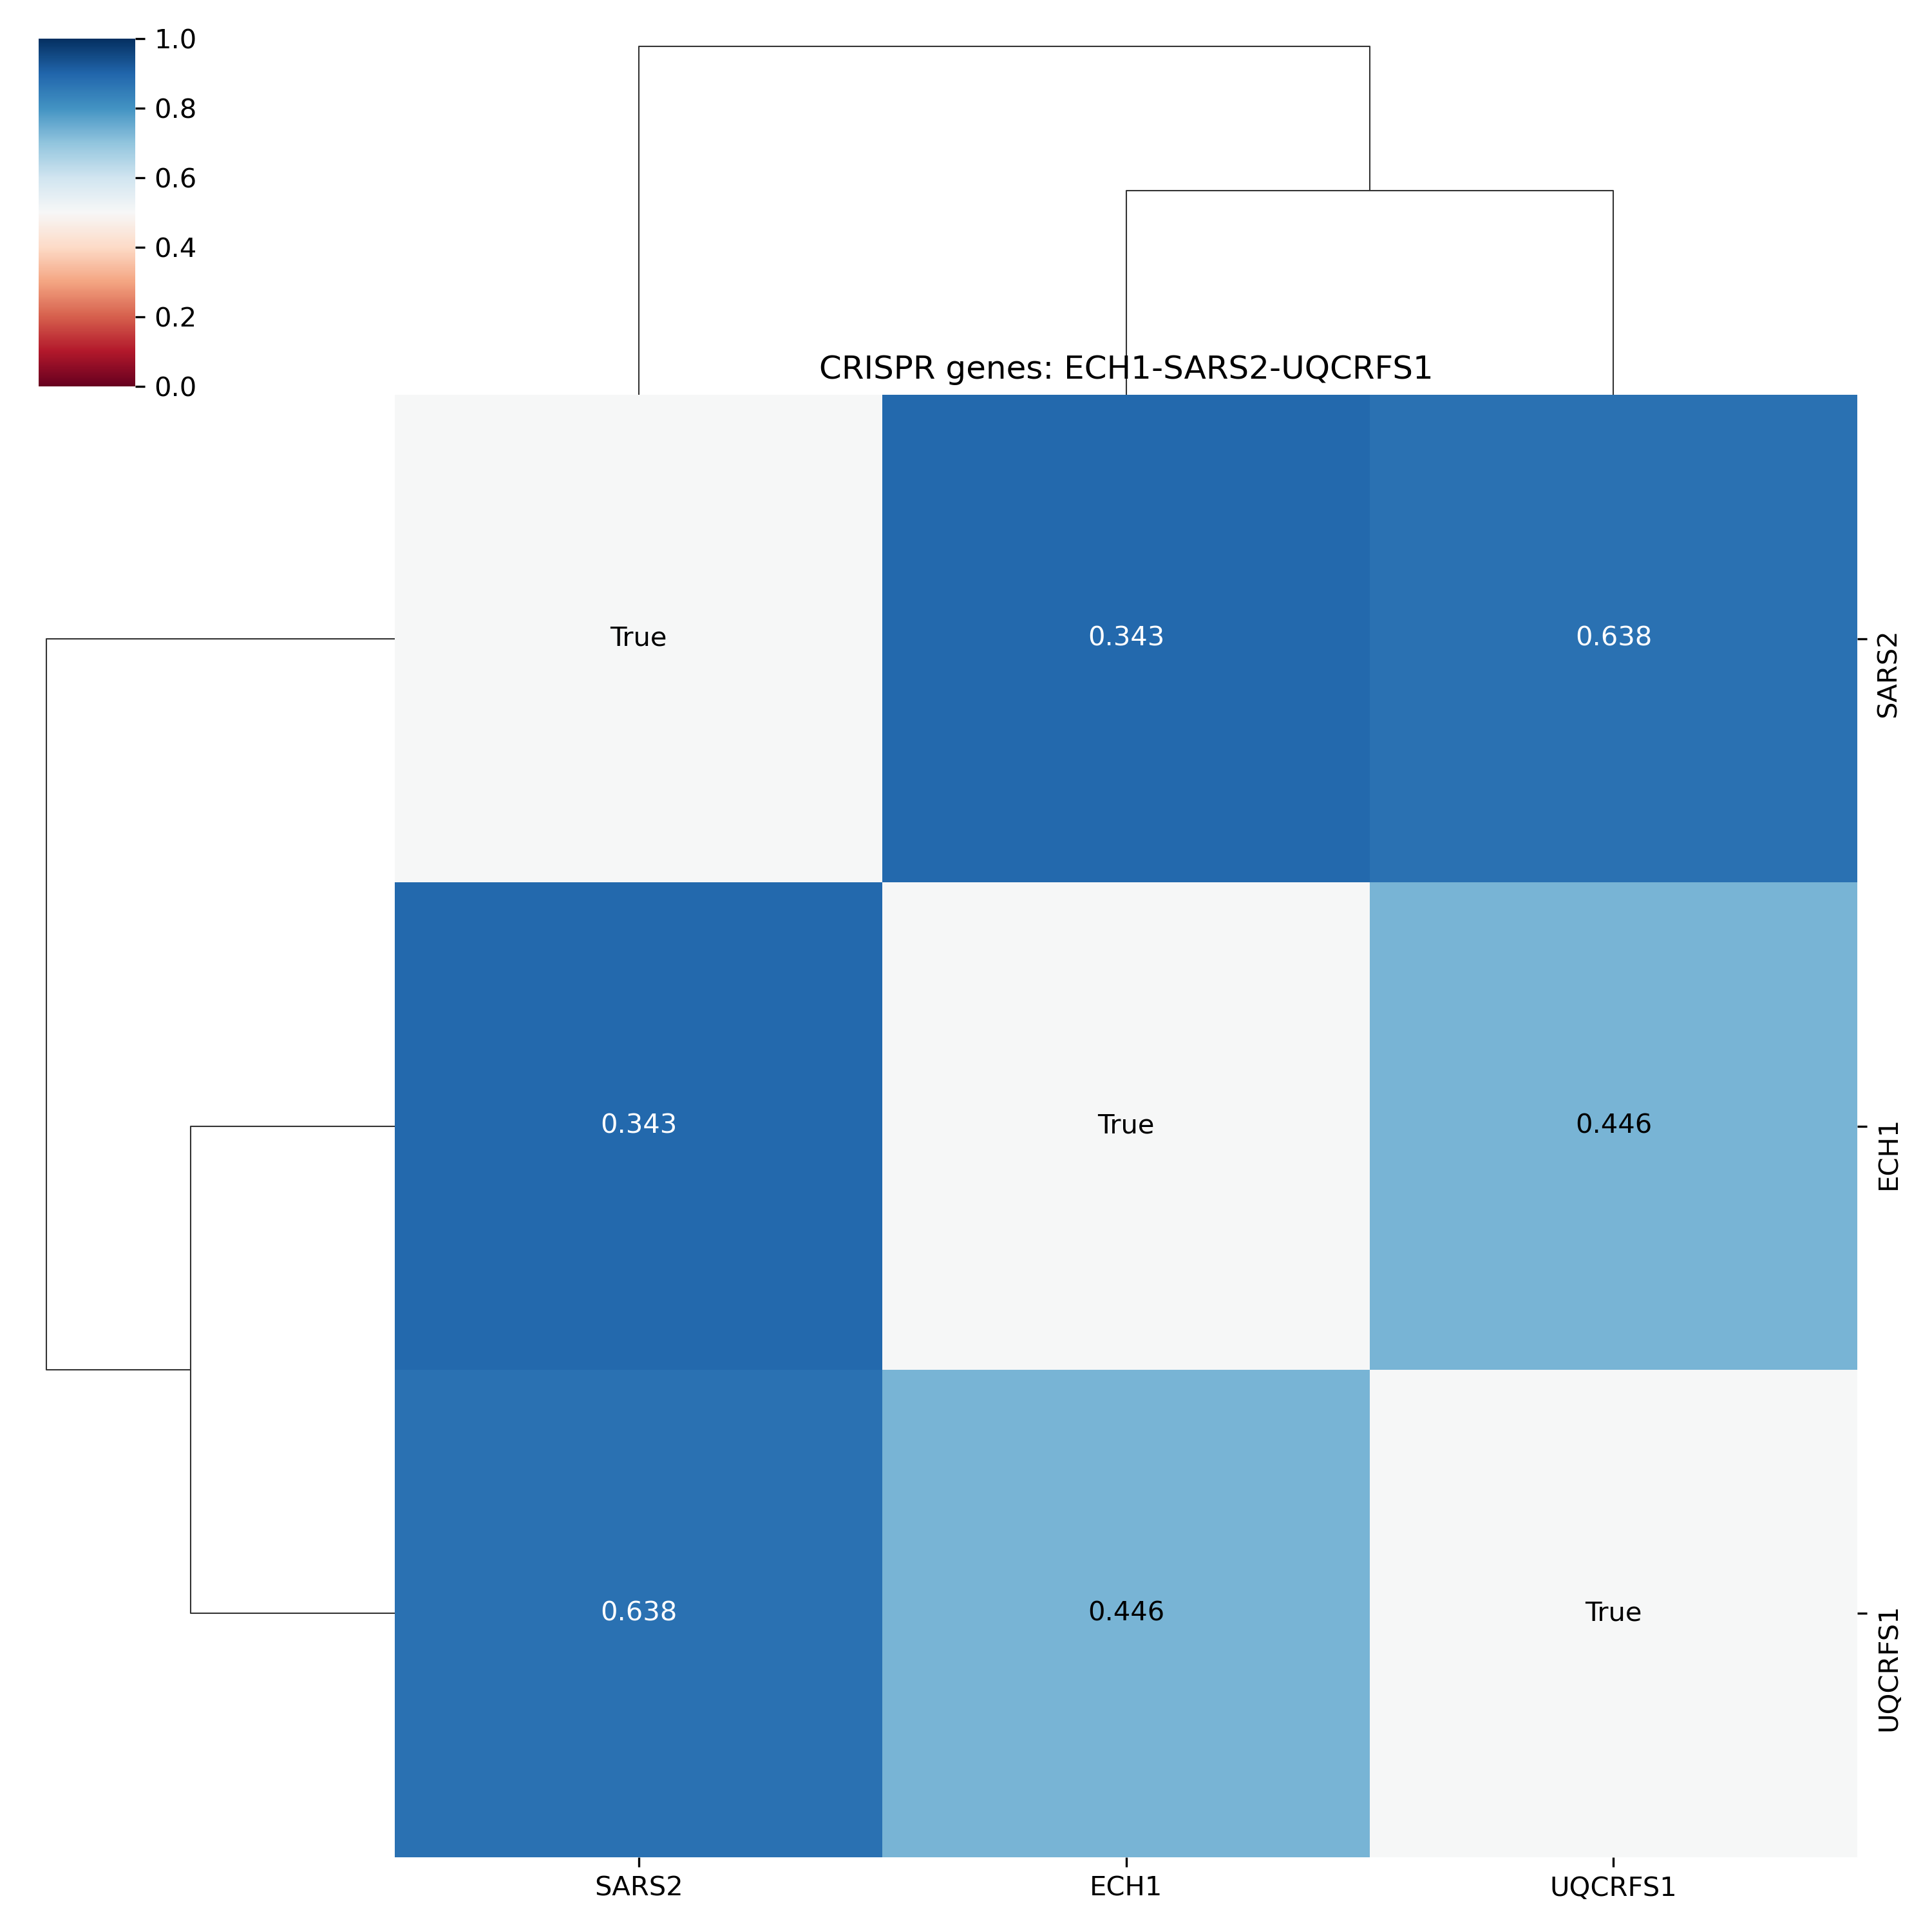 1.0
0.8
0.6
0.4
0.2
0.0
CRISPR genes: ECH1-SARS2-UQCRFS1
True 0.343 0.638
SARS2
0.343 True 0.446
ECH1
0.638 0.446 True
UQCRFS1
SARS2 ECH1 UQCRFS1